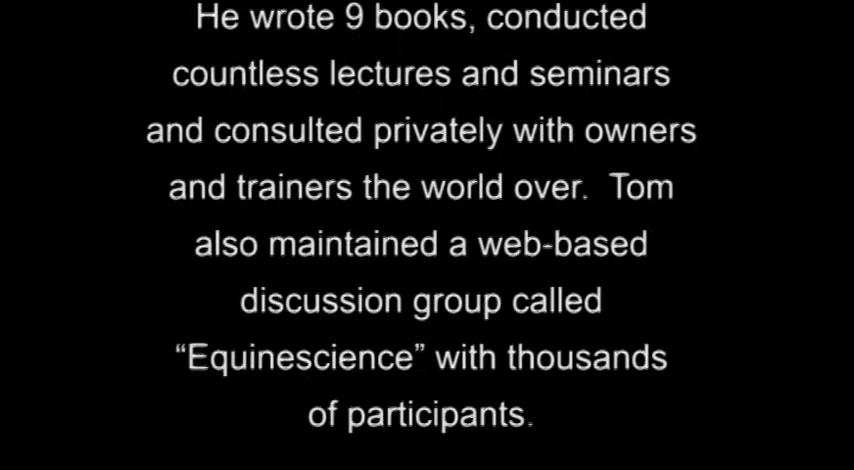 He wrote 9 books, conducted
countless lectures and seminars
and consulted privately with owners
and trainers the world over.  Tom
also maintained a web-based
discussion group called
“Equinescience” with thousands
of participants.